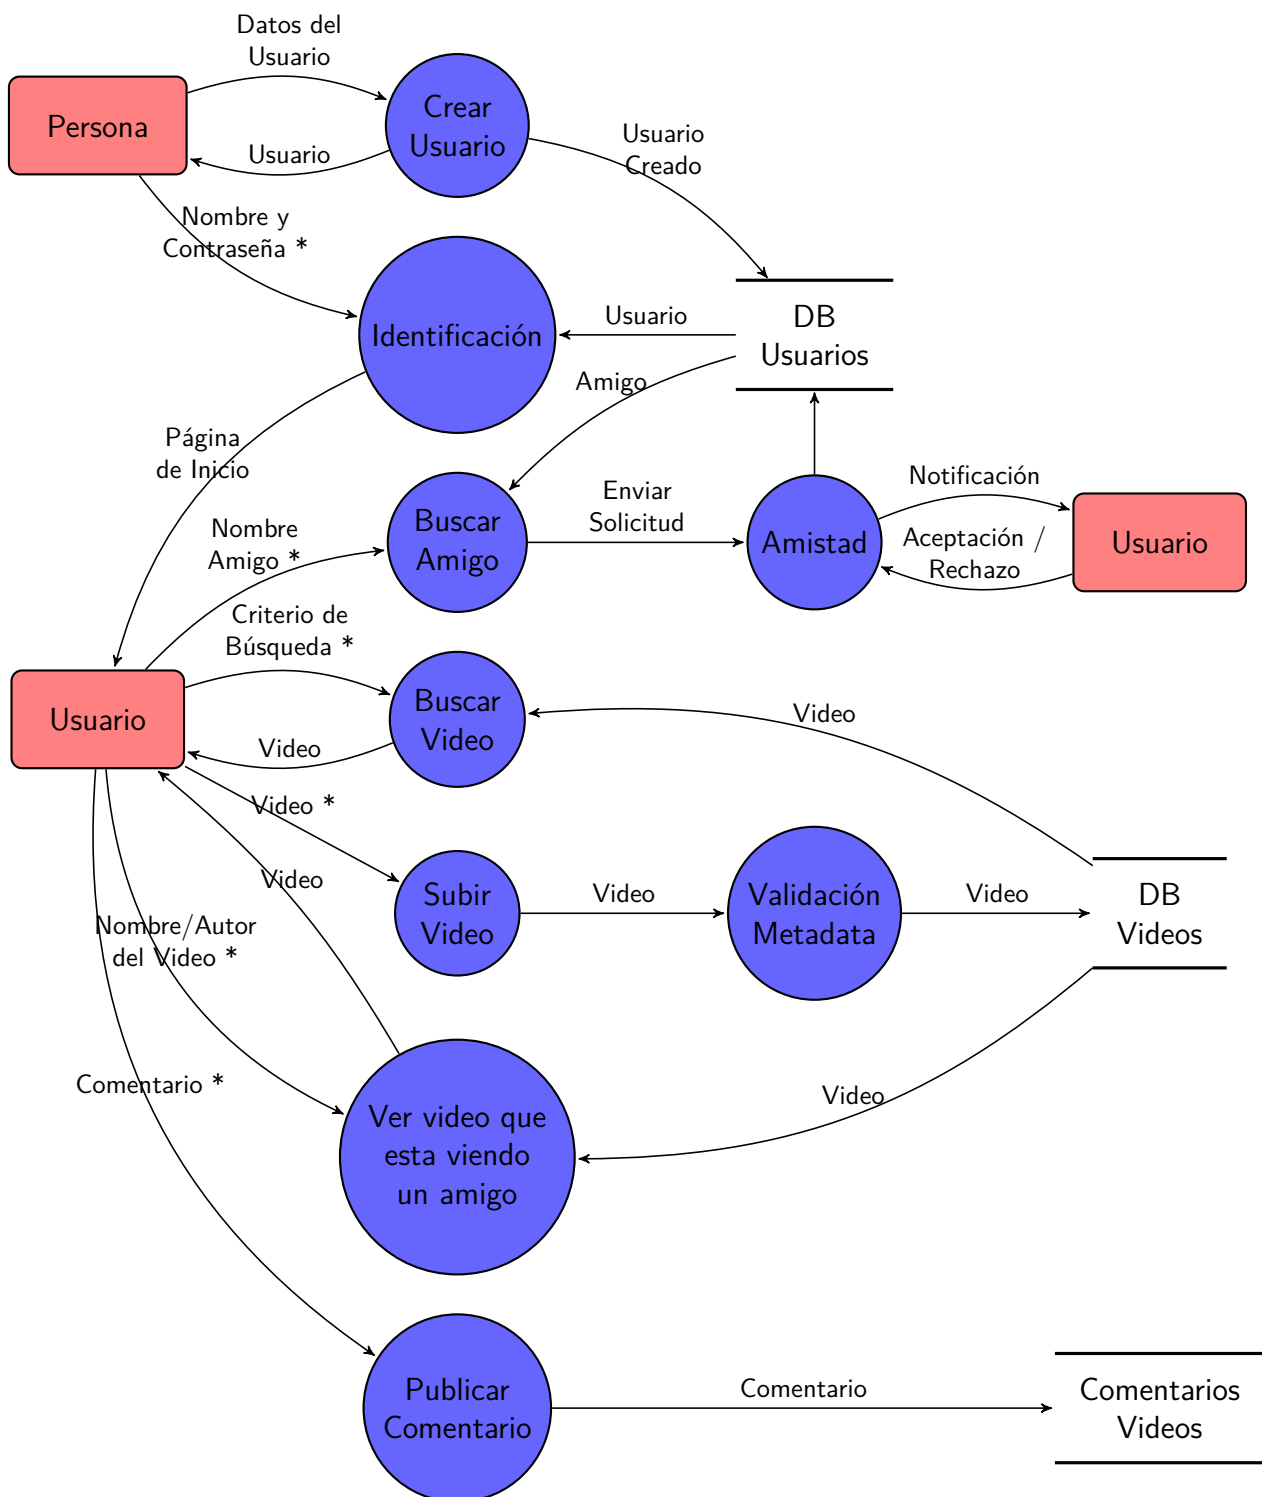 Datos del
Usuario
Persona
Crear
Usuario
Usuario
Usuario
Creado
Nombre y
Contraseña *
Identificación
Usuario
DB
Usuarios
Amigo
Página
de Inicio
Nombre
Amigo *
Buscar
Amigo
Enviar
Solicitud
Amistad
Notificación
Aceptación /
Rechazo
Usuario
Criterio de
Búsqueda *
Usuario
Buscar
Video
Video
Video
Video *
Video
Subir
Video
Video
Validación
Metadata
Video
DB
Videos
Nombre/Autor
del Video *
Comentario *
Ver video que
esta viendo
un amigo
Video
Publicar
Comentario
Comentario
Comentarios
Videos